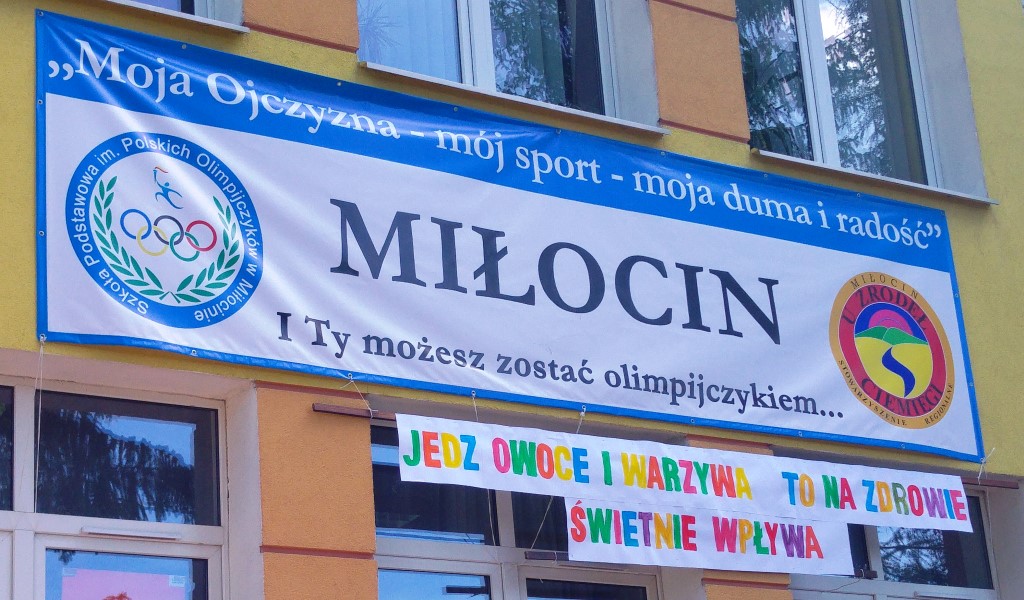 „Moja Ojczyzna - mój sport - moja duma i radość”
Szkoła Podstawowa im. Polskich Olimpijczyków w Miłocinie
MIŁOCIN
I Ty możesz zostać olimpijczykiem...
MIŁOCIN
U ŹRÓDEŁ
CIEMIĘGI
STOWARZYSZENIE REGIONALNE
JEDZ OWOCE I WARZYWA TO NA ZDROWIE
ŚWIETNIE WPŁYWA